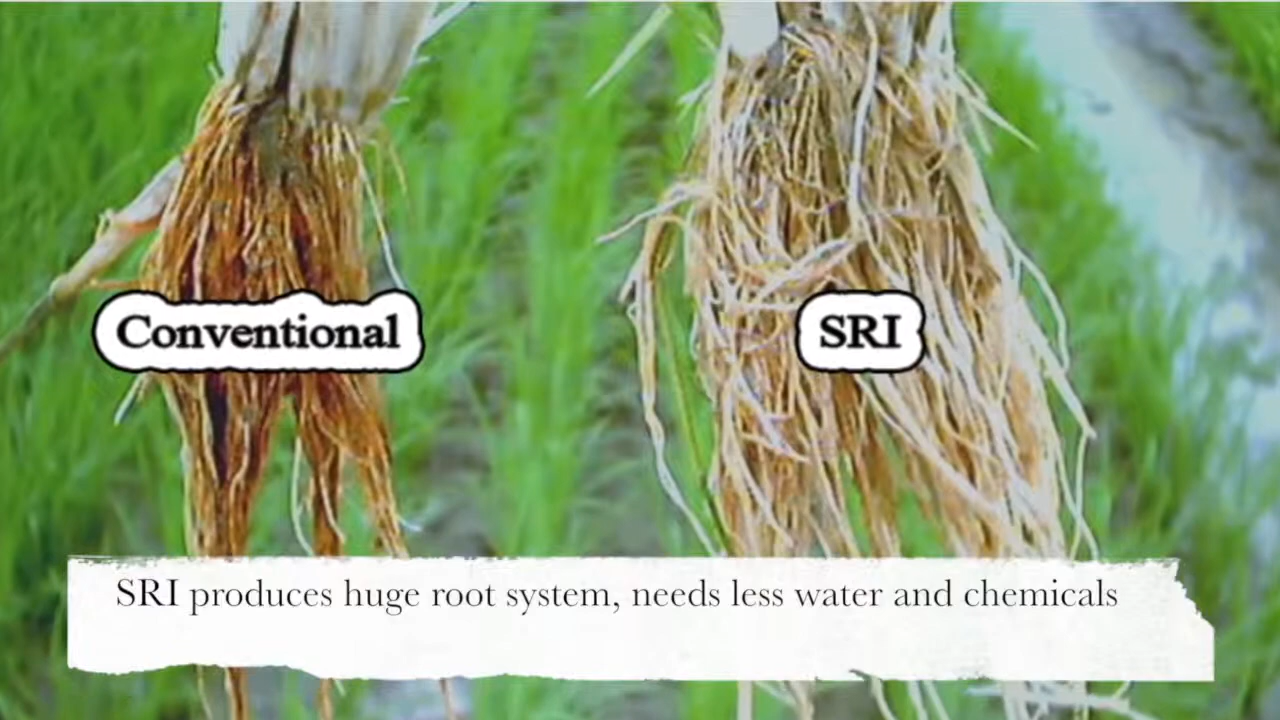 Conventional
SRI
SRI produces huge root system, needs less water and chemicals